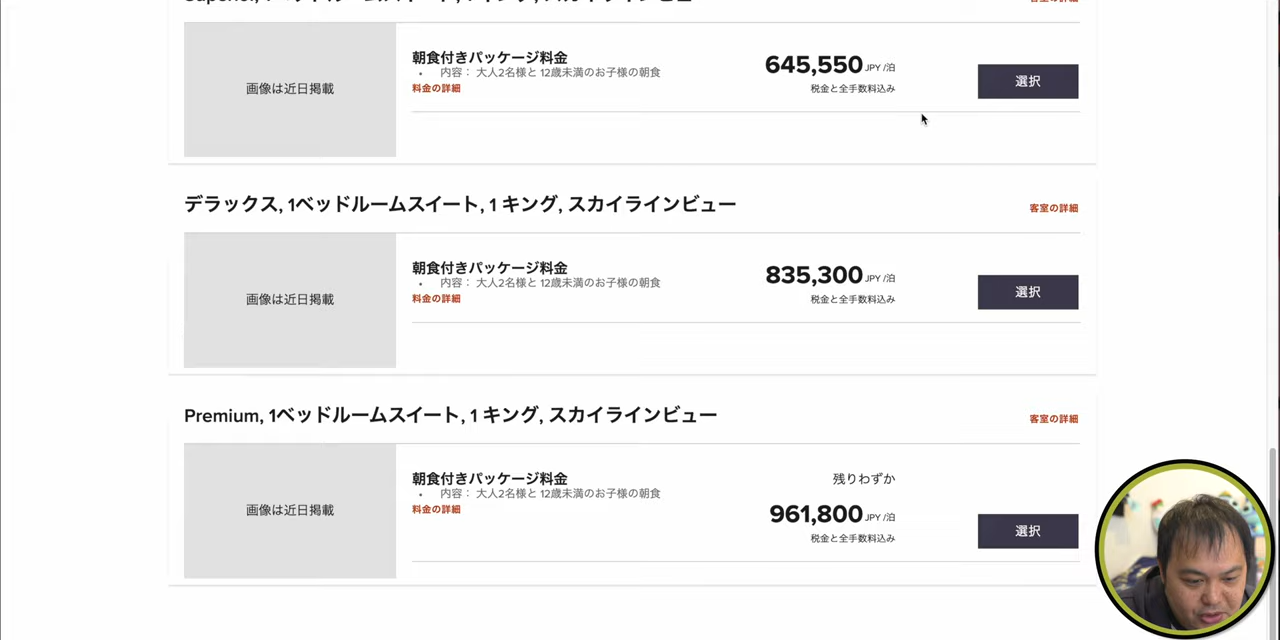 客室の詳細
画像は近日掲載
朝食付きパッケージ料金
• 内容： 大人2名様と 12歳未満のお子様の朝食
料金の詳細
645,550 JPY /泊
税金と全手数料込み
選択
デラックス, 1ベッドルームスイート, 1 キング, スカイラインビュー
客室の詳細
画像は近日掲載
朝食付きパッケージ料金
• 内容： 大人2名様と 12歳未満のお子様の朝食
料金の詳細
835,300 JPY /泊
税金と全手数料込み
選択
Premium, 1ベッドルームスイート, 1 キング, スカイラインビュー
客室の詳細
画像は近日掲載
朝食付きパッケージ料金
• 内容： 大人2名様と 12歳未満のお子様の朝食
料金の詳細
残りわずか
961,800 JPY /泊
税金と全手数料込み
選択